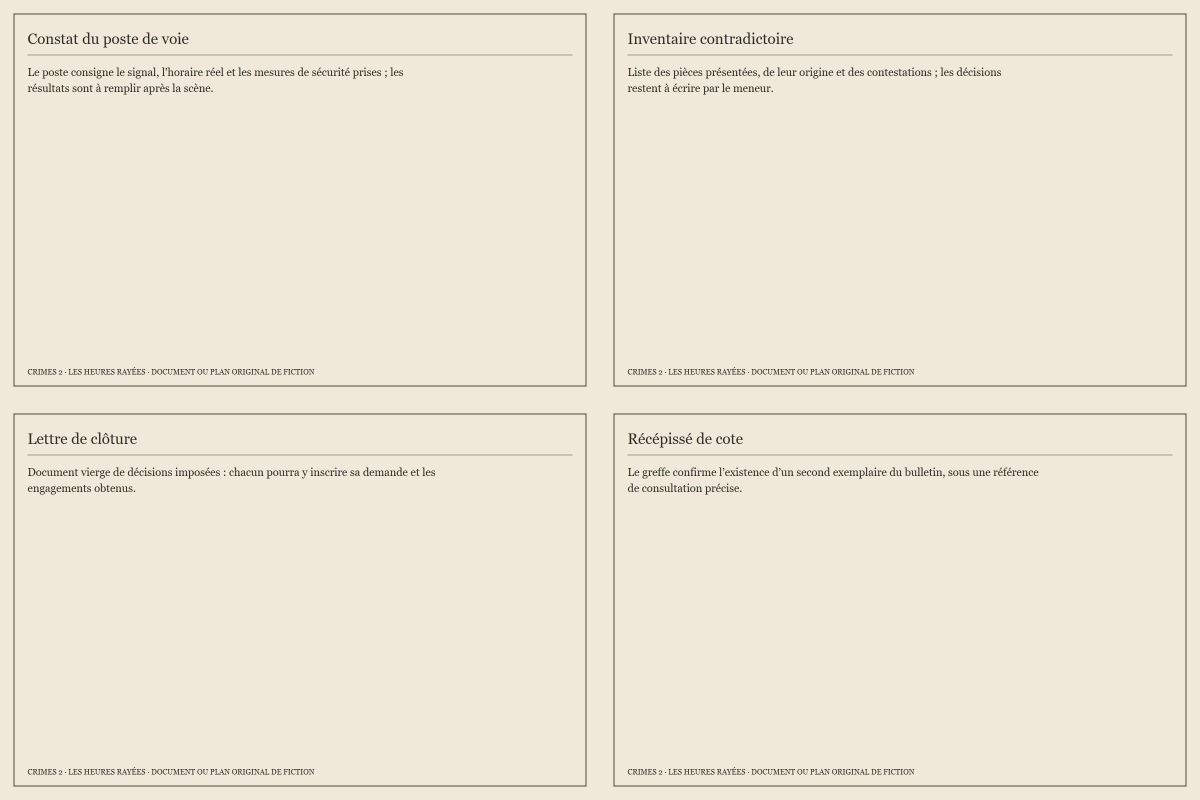 Constat du poste de voie
Le poste consigne le signal, l'horaire réel et les mesures de sécurité prises ; les
résultats sont à remplir après la scène.
CRIMES 2 · LES HEURES RAYÉES · DOCUMENT OU PLAN ORIGINAL DE FICTION
Inventaire contradictoire
Liste des pièces présentées, de leur origine et des contestations ; les décisions
restent à écrire par le meneur.
CRIMES 2 · LES HEURES RAYÉES · DOCUMENT OU PLAN ORIGINAL DE FICTION
Lettre de clôture
Document vierge de décisions imposées : chacun pourra y inscrire sa demande et les
engagements obtenus.
CRIMES 2 · LES HEURES RAYÉES · DOCUMENT OU PLAN ORIGINAL DE FICTION
Récépissé de cote
Le greffe confirme l’existence d’un second exemplaire du bulletin, sous une référence
de consultation précise.
CRIMES 2 · LES HEURES RAYÉES · DOCUMENT OU PLAN ORIGINAL DE FICTION